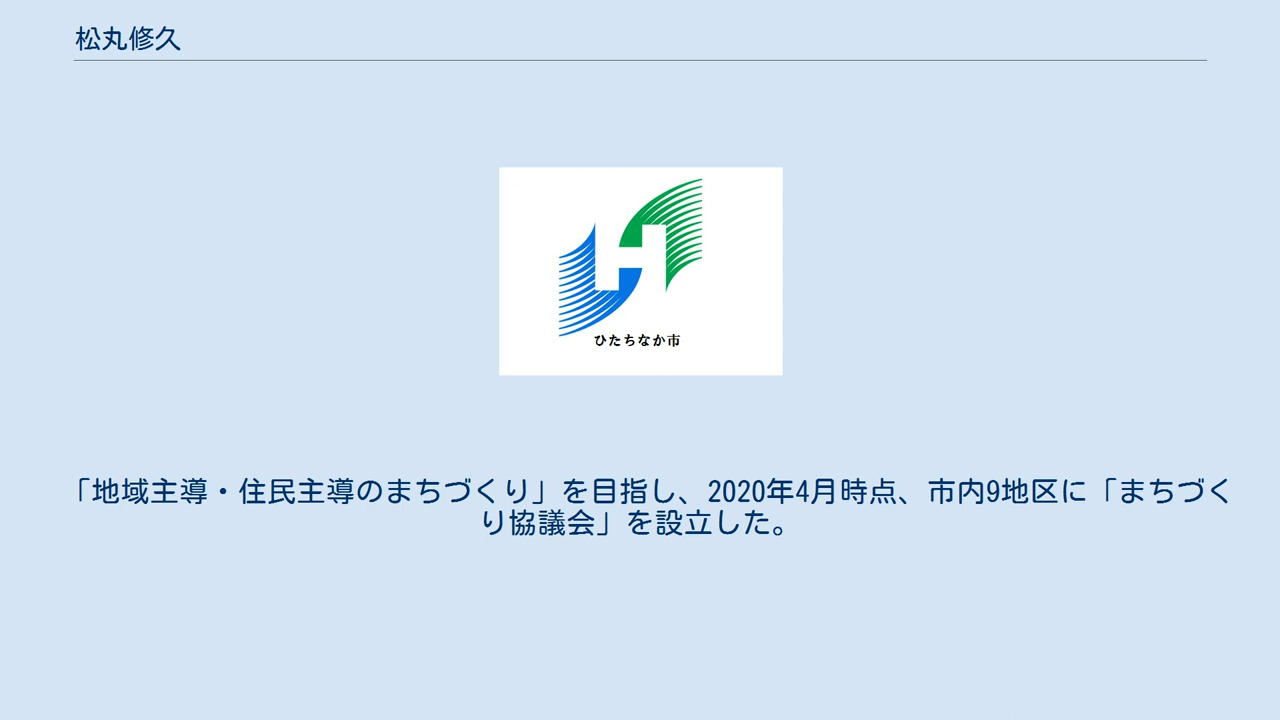 松丸修久
ひたちなか市
「地域主導・住民主導のまちづくり」を目指し、2020年4月時点、市内9地区に「まちづく
り協議会」を設立した。